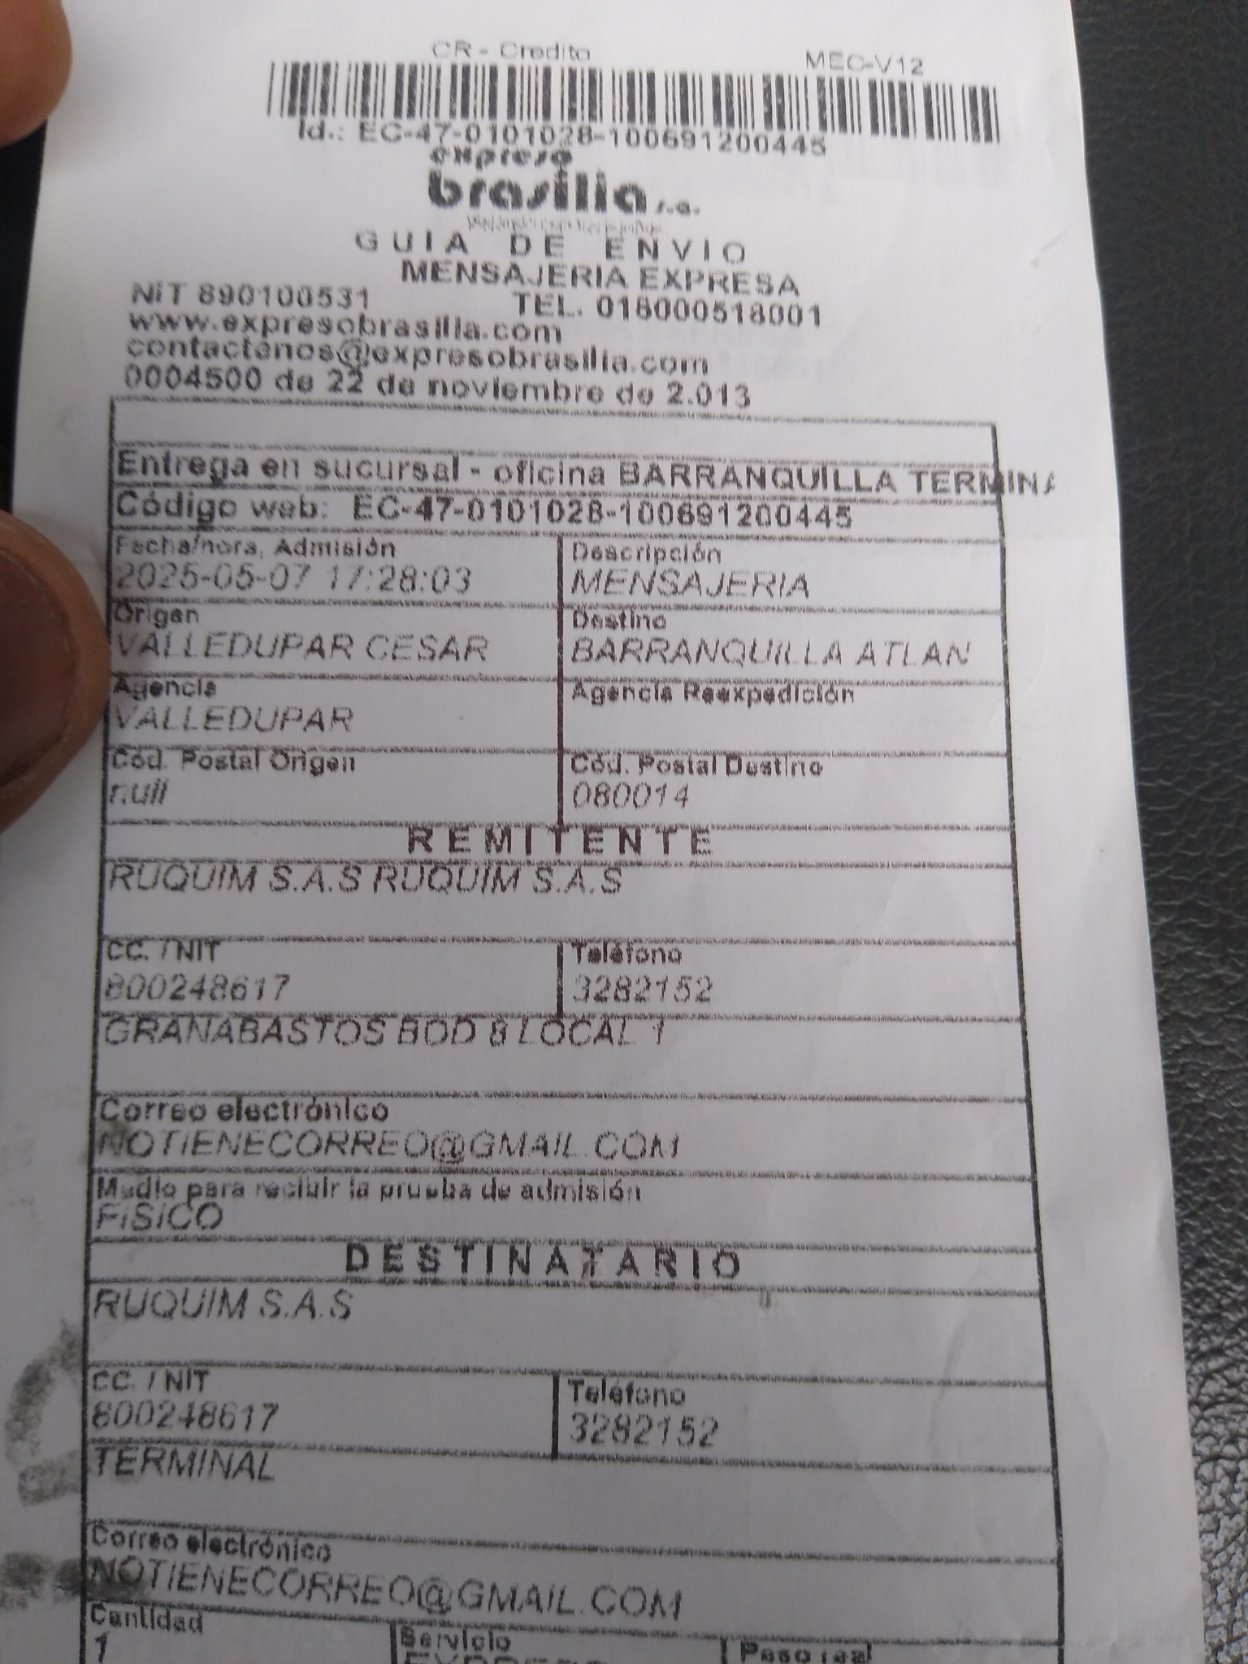 CR - Credito MEC-V12
Id.: EC-47-0101028-100691200445
expreso
brasilia s.a.
GUIA DE ENVIO
MENSAJERIA EXPRESA
NIT 890100531 TEL. 018000518001
www.expresobrasilia.com
contactenos@expresobrasilia.com
0004500 de 22 de noviembre de 2.013
Entrega en sucursal - oficina BARRANQUILLA TERMINA
Código web: EC-47-0101028-100691200445
Fecha/hora, Admisión Descripción
2025-05-07 17:28:03 MENSAJERIA
Origen Destino
VALLEDUPAR CESAR BARRANQUILLA ATLAN
Agencia Agencia Reexpedición
VALLEDUPAR
Cód. Postal Origen Cód. Postal Destino
null 080014
REMITENTE
RUQUIM S.A.S RUQUIM S.A.S
CC. / NIT Teléfono
800248617 3282152
GRANABASTOS BOD 8 LOCAL 1
Correo electrónico
NOTIENECORREO@GMAIL.COM
Medio para recibir la prueba de admisión
FISICO
DESTINATARIO
RUQUIM S.A.S
CC. / NIT Teléfono
800248617 3282152
TERMINAL
Correo electrónico
NOTIENECORREO@GMAIL.COM
Cantidad Servicio Peso real
1